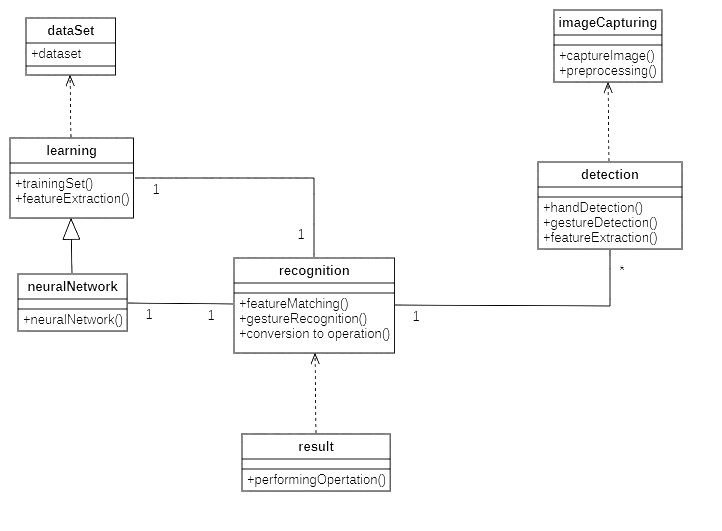 dataSet
+dataset
imageCapturing
+captureImage()
+preprocessing()
learning
+trainingSet()
+featureExtraction()
1
1
detection
+handDetection()
+gestureDetection()
+featureExtraction()
*
neuralNetwork
+neuralNetwork()
1
1
recognition
+featureMatching()
+gestureRecognition()
+conversion to operation()
1
result
+performingOpertation()